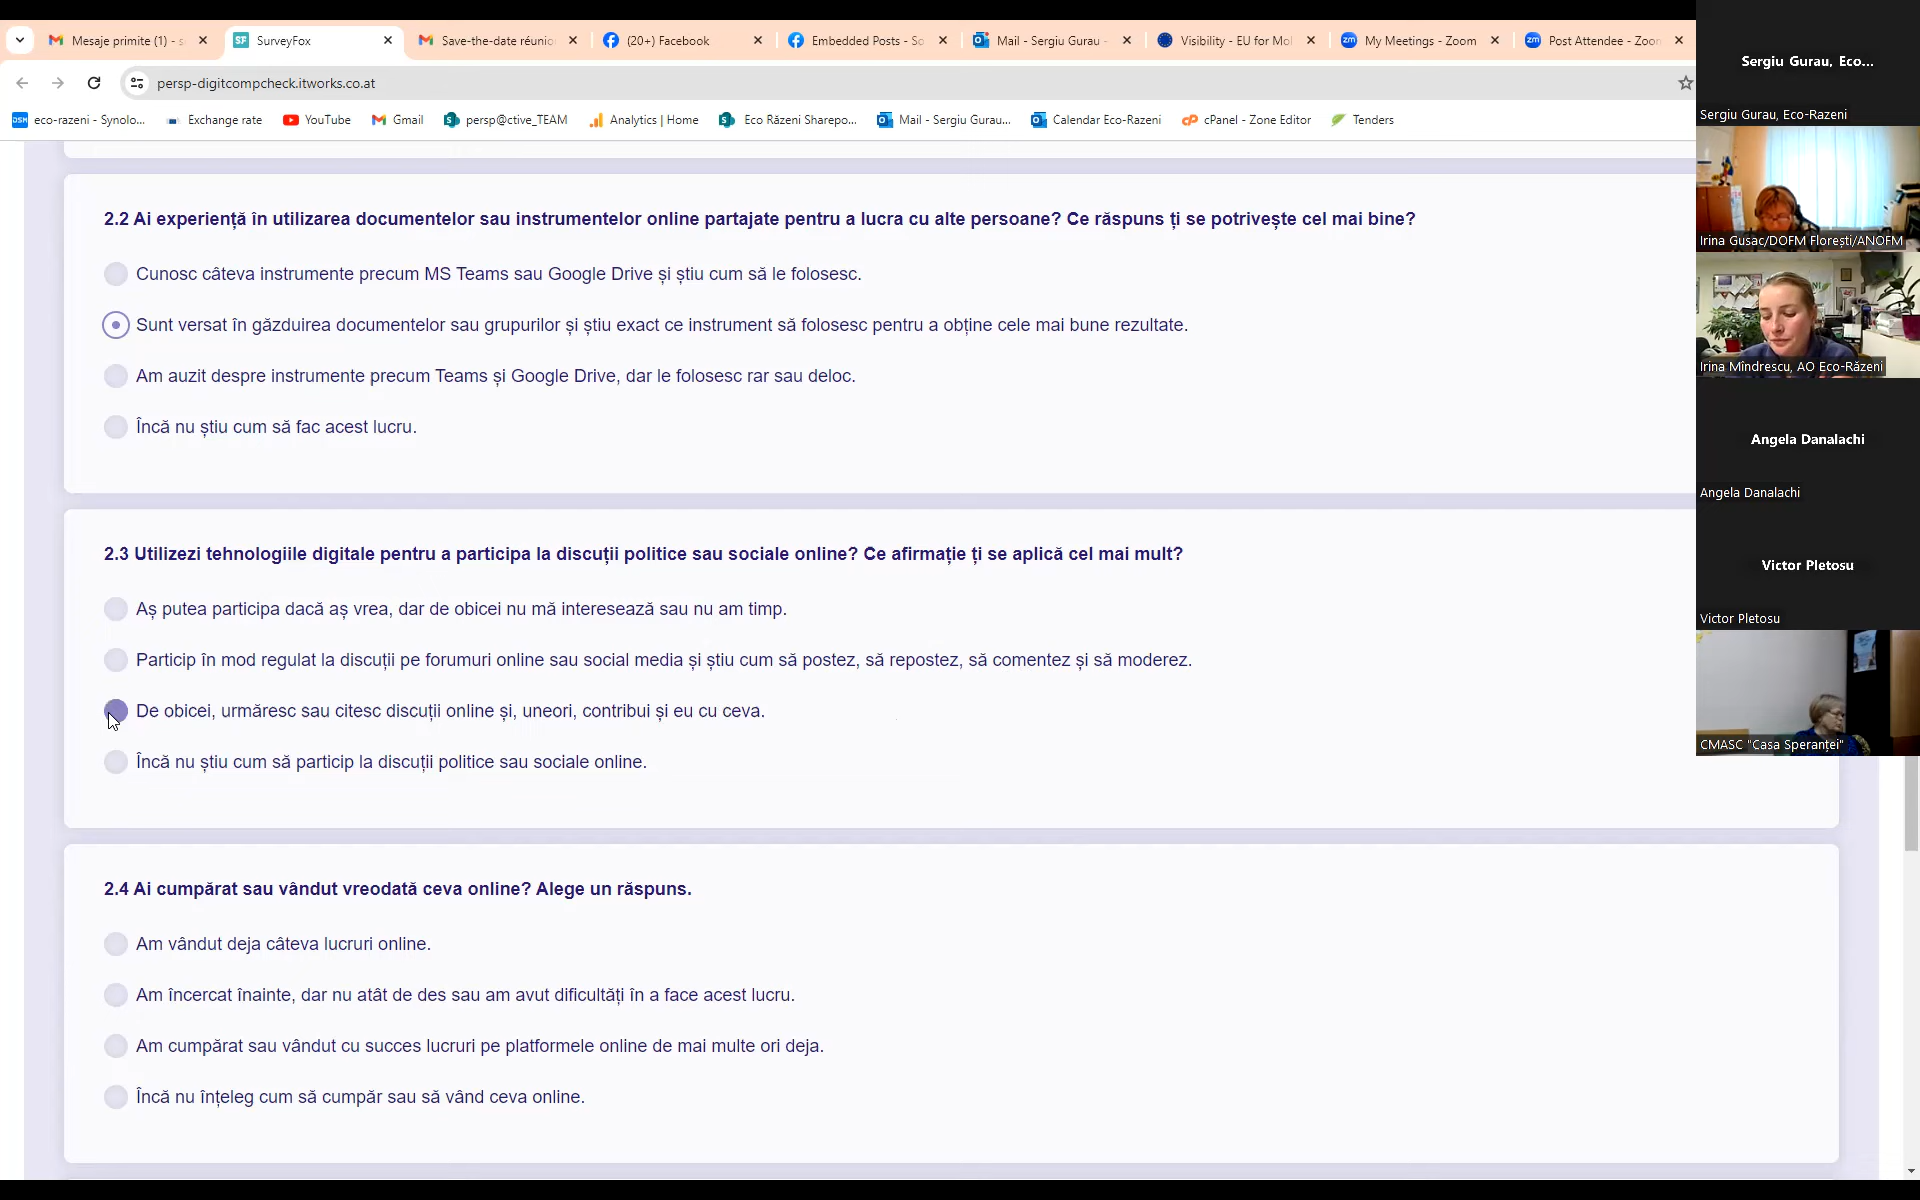 Mesaje primite (1) - s
SurveyFox
Save-the-date réunio
(20+) Facebook
Embedded Posts - So
Mail - Sergiu Gurau -
Visibility - EU for Mol
My Meetings - Zoom
Post Attendee - Zoom
persp-digitcompcheck.itworks.co.at
eco-razeni - Synolo...
Exchange rate
YouTube
Gmail
persp@ctive_TEAM
Analytics | Home
Eco Răzeni Sharepo...
Mail - Sergiu Gurau...
Calendar Eco-Razeni
cPanel - Zone Editor
Tenders
2.2 Ai experiență în utilizarea documentelor sau instrumentelor online partajate pentru a lucra cu alte persoane? Ce răspuns ți se potrivește cel mai bine?
Cunosc câteva instrumente precum MS Teams sau Google Drive și știu cum să le folosesc.
Sunt versat în găzduirea documentelor sau grupurilor și știu exact ce instrument să folosesc pentru a obține cele mai bune rezultate.
Am auzit despre instrumente precum Teams și Google Drive, dar le folosesc rar sau deloc.
Încă nu știu cum să fac acest lucru.
2.3 Utilizezi tehnologiile digitale pentru a participa la discuții politice sau sociale online? Ce afirmație ți se aplică cel mai mult?
Aș putea participa dacă aș vrea, dar de obicei nu mă interesează sau nu am timp.
Particip în mod regulat la discuții pe forumuri online sau social media și știu cum să postez, să repostez, să comentez și să moderez.
De obicei, urmăresc sau citesc discuții online și, uneori, contribui și eu cu ceva.
Încă nu știu cum să particip la discuții politice sau sociale online.
2.4 Ai cumpărat sau vândut vreodată ceva online? Alege un răspuns.
Am vândut deja câteva lucruri online.
Am încercat înainte, dar nu atât de des sau am avut dificultăți în a face acest lucru.
Am cumpărat sau vândut cu succes lucruri pe platformele online de mai multe ori deja.
Încă nu înțeleg cum să cumpăr sau să vând ceva online.
Sergiu Gurau, Eco...
Sergiu Gurau, Eco-Razeni
Irina Gusac/DOFM Florești/ANOFM
Irina Mîndrescu, AO Eco-Răzeni
Angela Danalachi
Angela Danalachi
Victor Pletosu
Victor Pletosu
CMASC "Casa Speranței"